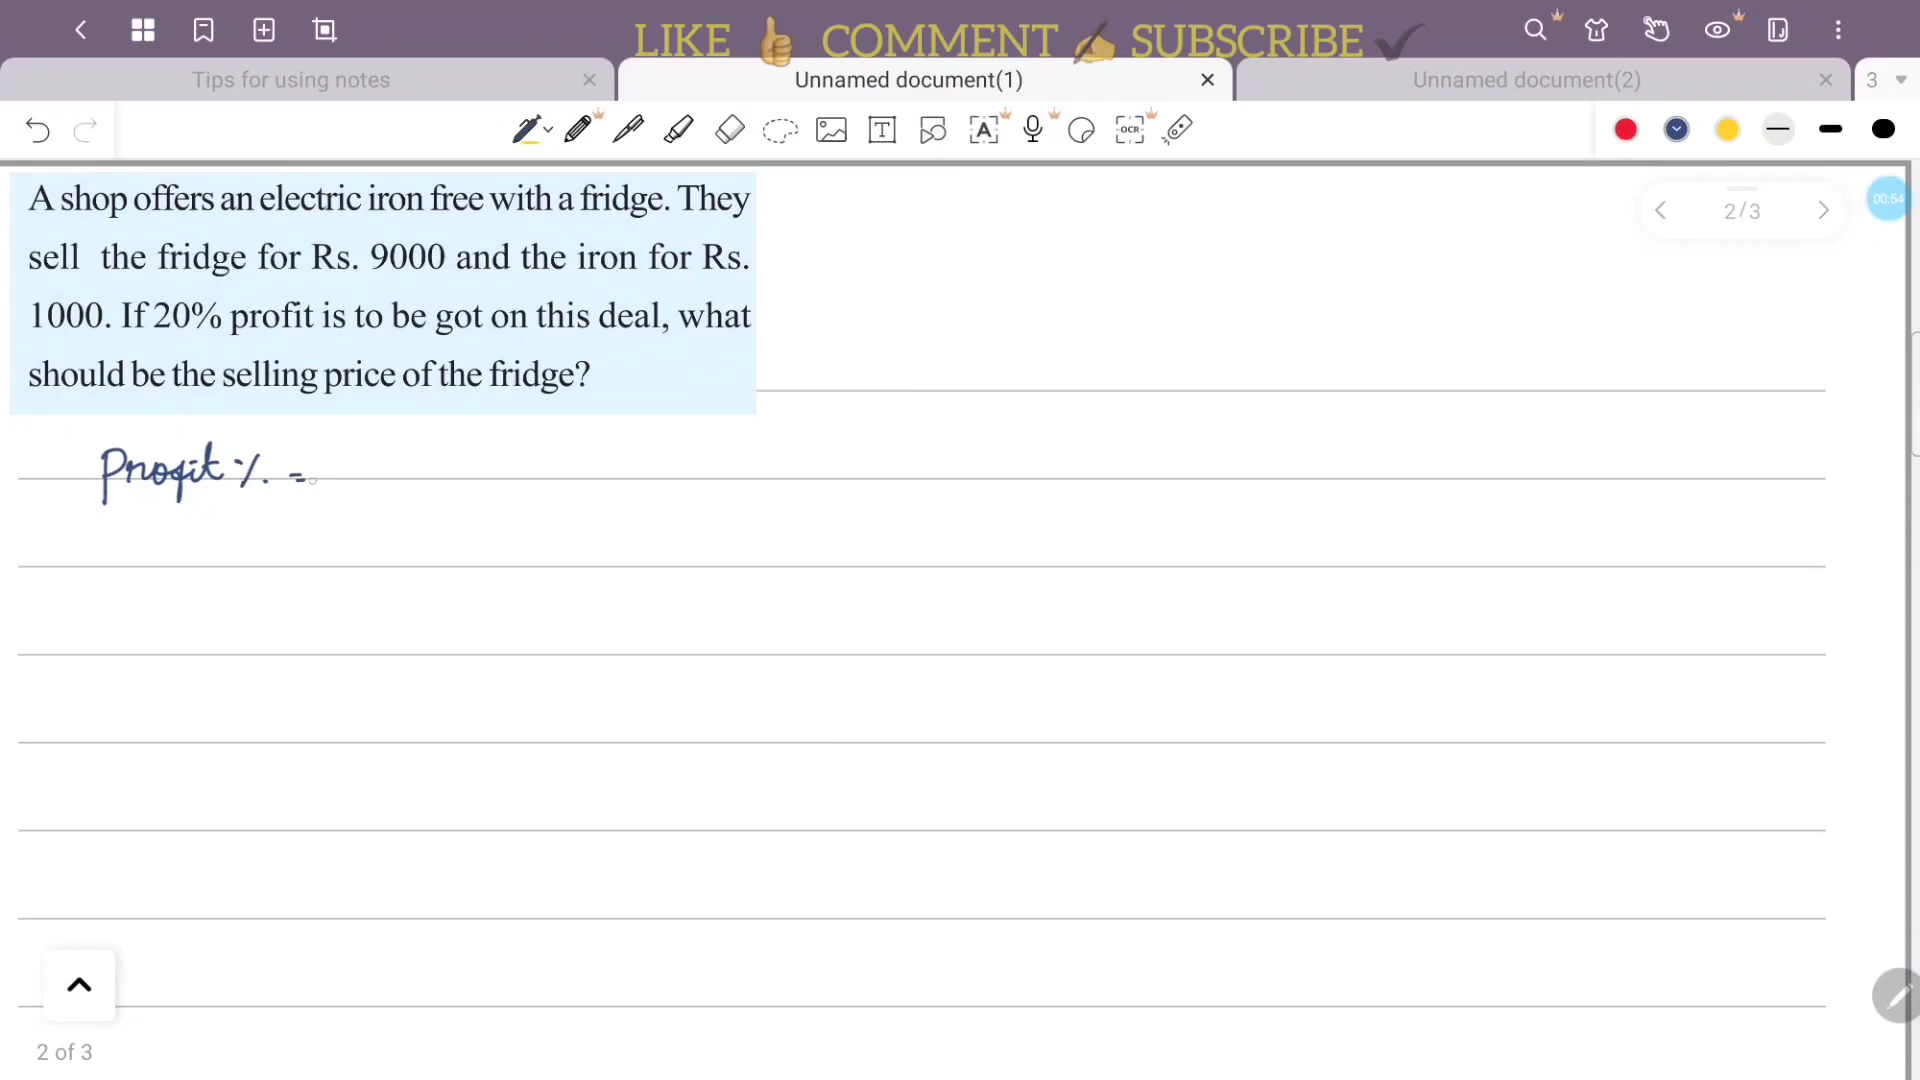 LIKE 👍 COMMENT ✍ SUBSCRIBE ✔
Tips for using notes
Unnamed document(1)
Unnamed document(2)
3
T
A
OCR
A shop offers an electric iron free with a fridge. They
sell the fridge for Rs. 9000 and the iron for Rs.
1000. If 20% profit is to be got on this deal, what
should be the selling price of the fridge?
2/3
00:54
Profit % =
2 of 3